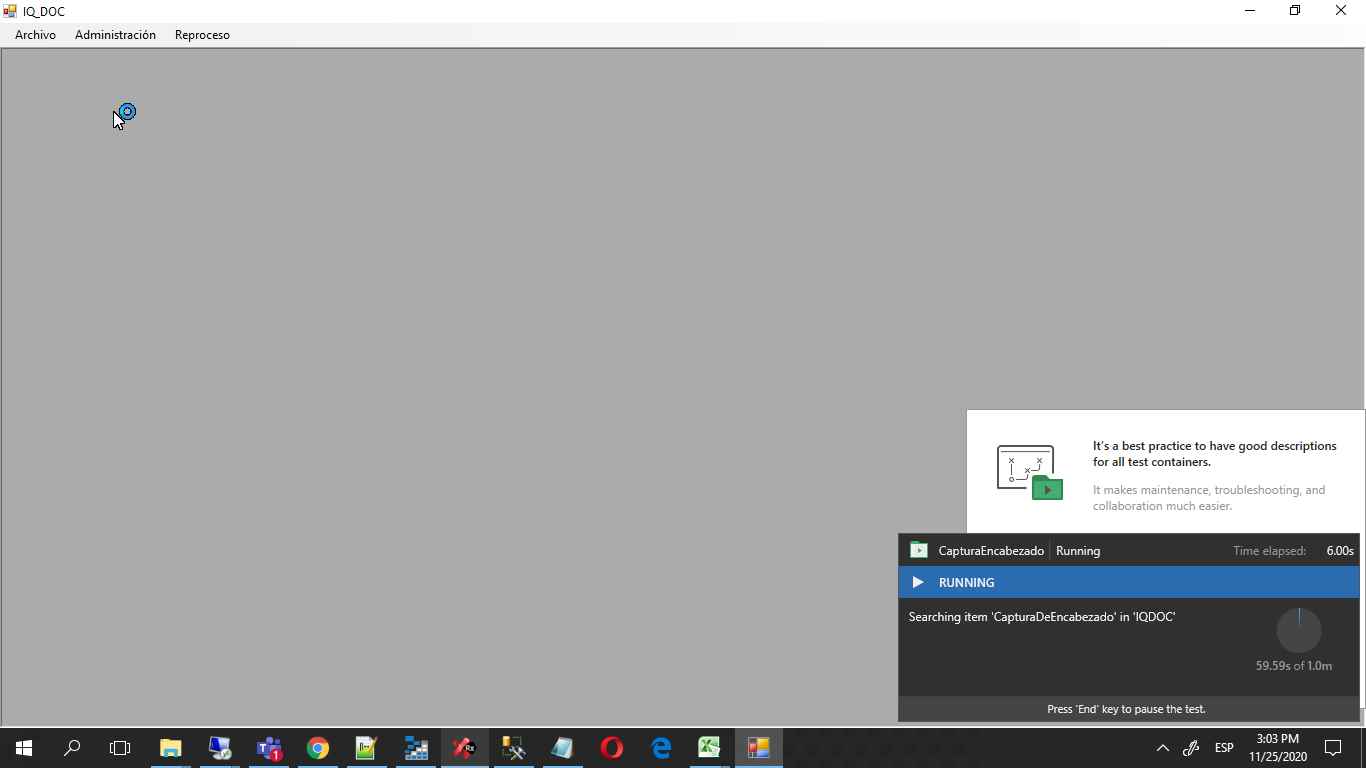 IQ_DOC
Archivo Administración Reproceso
It's a best practice to have good descriptions
for all test containers.
It makes maintenance, troubleshooting, and
collaboration much easier.
CapturaEncabezado Running Time elapsed: 6.00s
RUNNING
Searching item 'CapturaDeEncabezado' in 'IQDOC'
59.59s of 1.0m
Press 'End' key to pause the test.
1
Rx
ESP
3:03 PM
11/25/2020